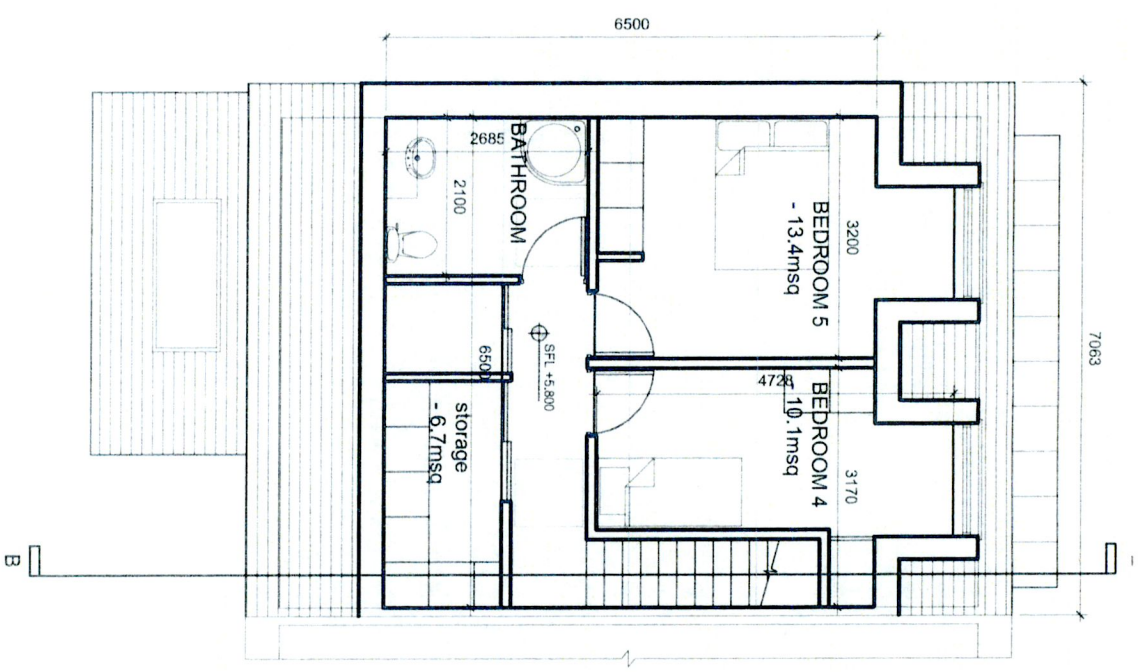 6500
BATHROOM
2685
2100
BEDROOM 5
- 13.4msq
3200
7063
SFL +5.800
6500
storage
- 6.7msq
4728
BEDROOM 4
- 10.1msq
3170
B